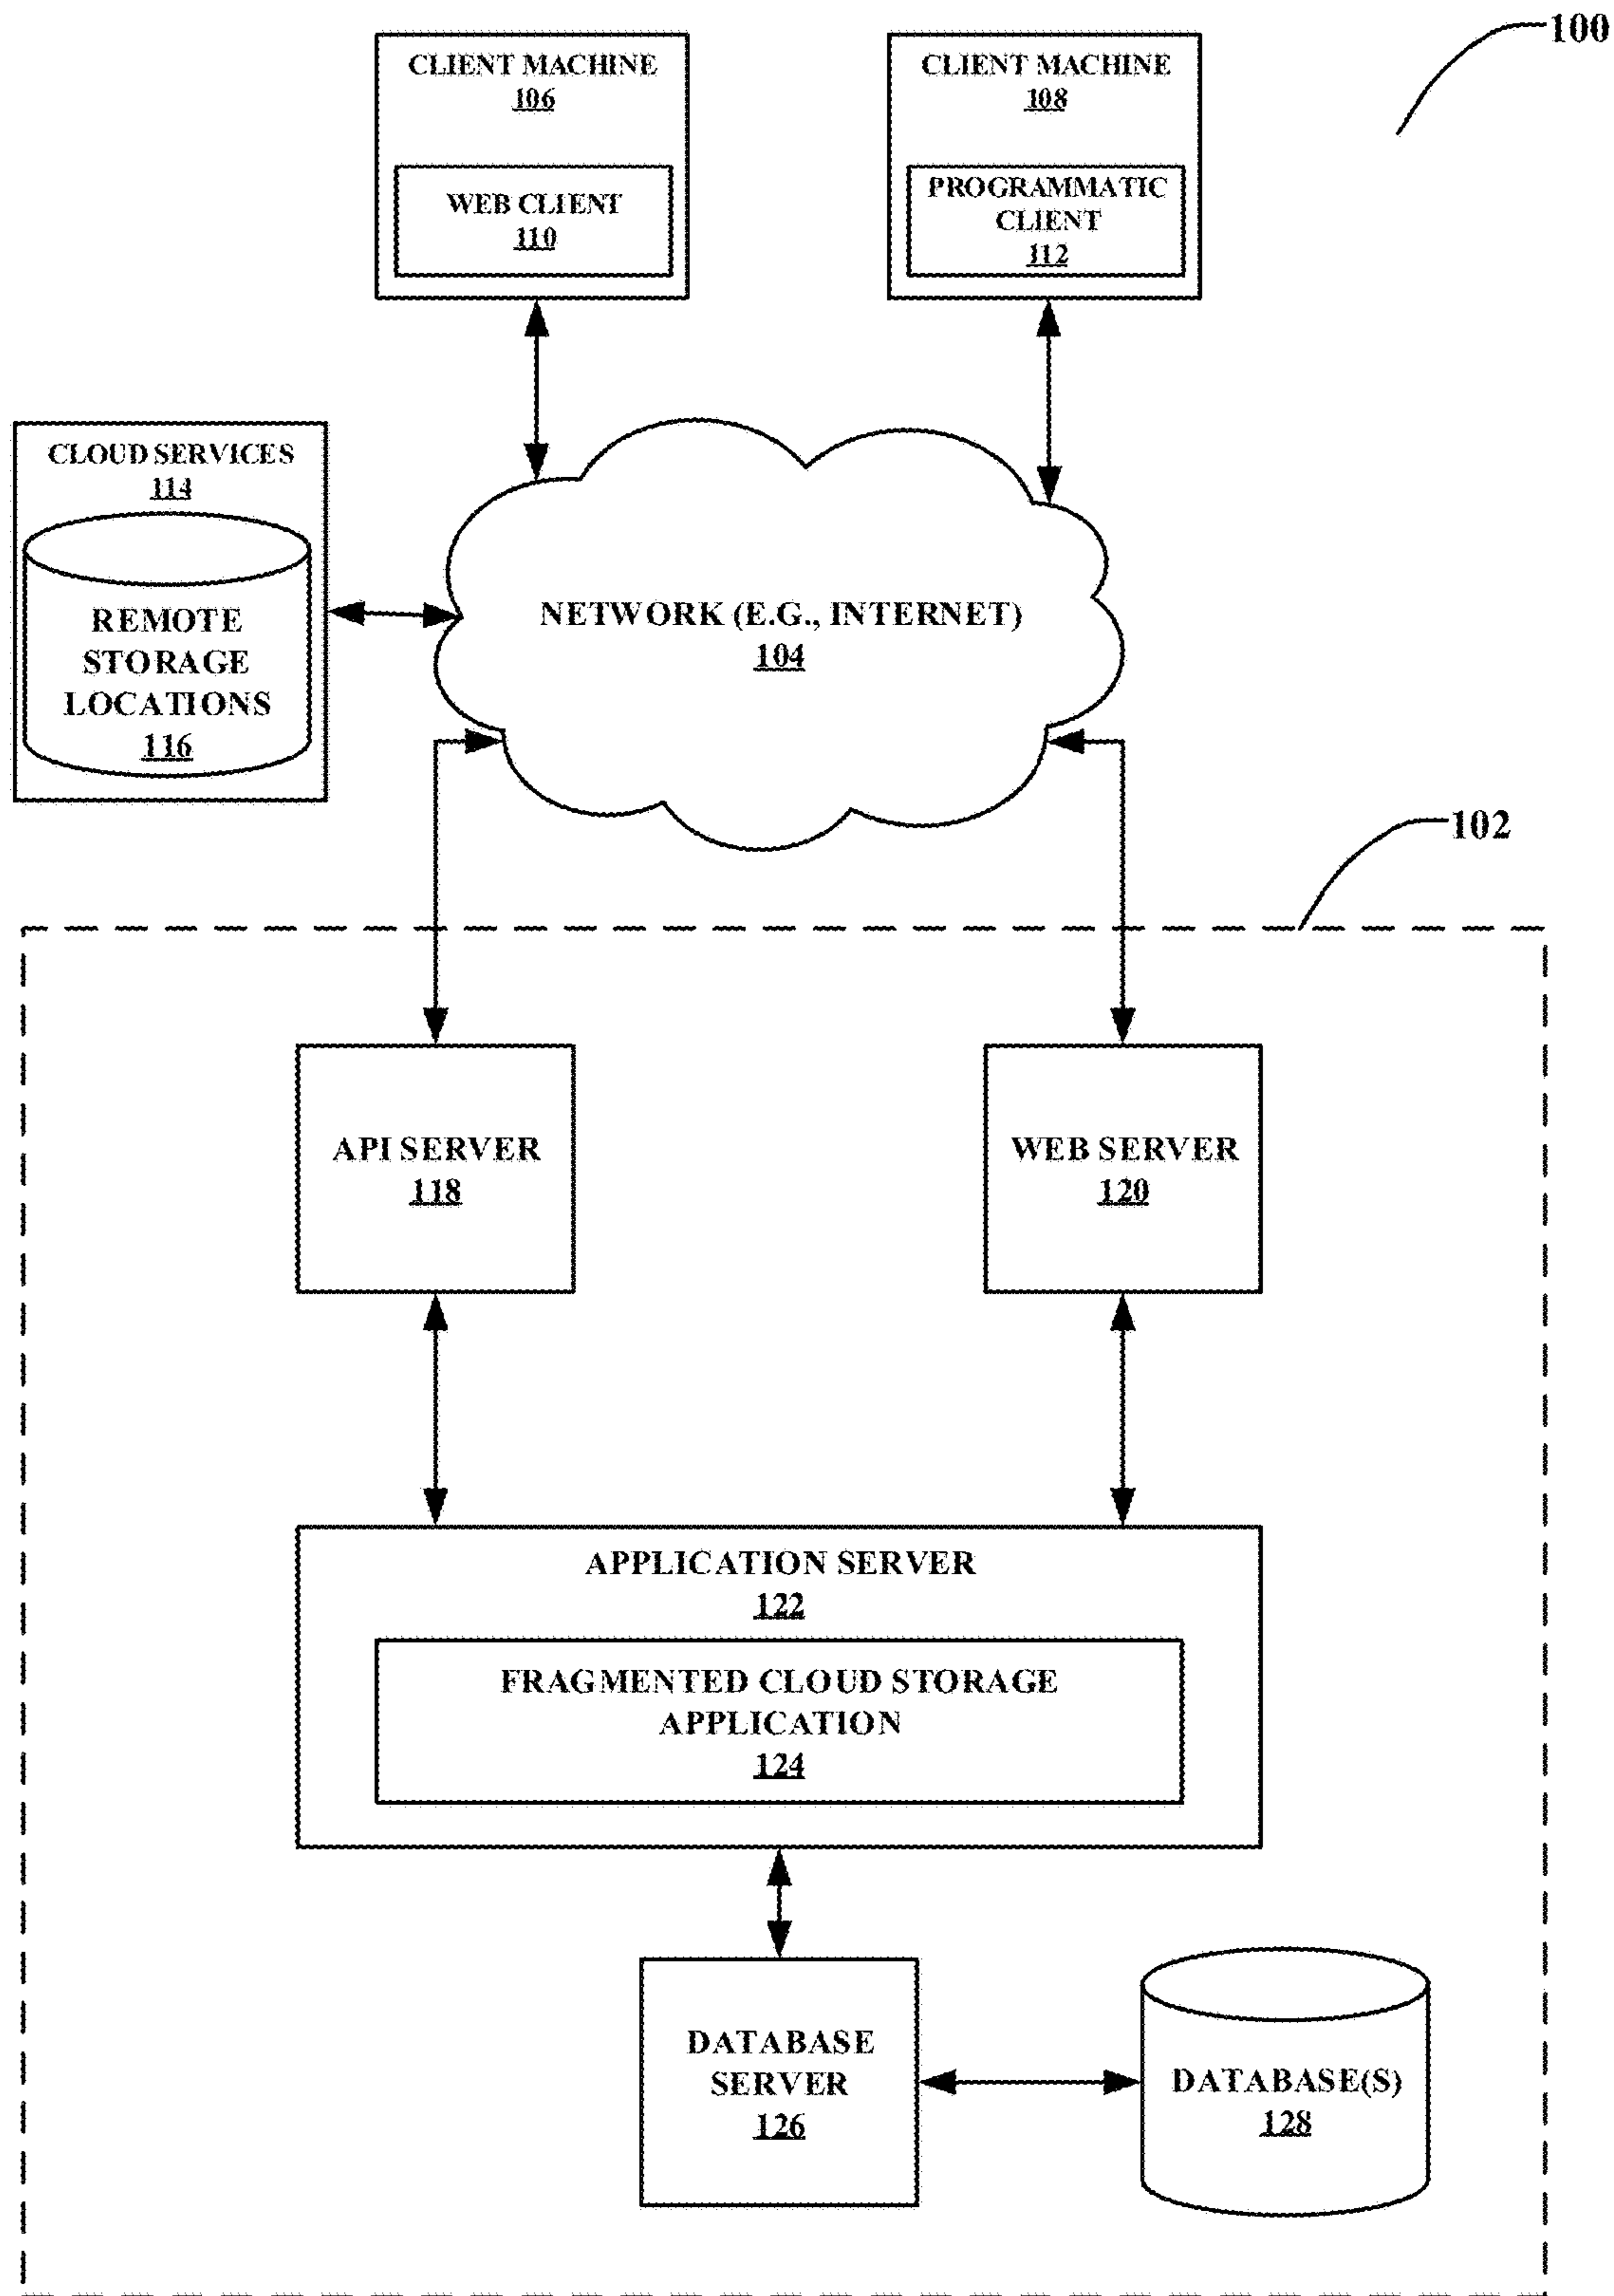 100
CLIENT MACHINE
106
WEB CLIENT
110
CLIENT MACHINE
108
PROGRAMMATIC
CLIENT
112
CLOUD SERVICES
114
REMOTE
STORAGE
LOCATIONS
116
NETWORK (E.G., INTERNET)
104
102
API SERVER
118
WEB SERVER
120
APPLICATION SERVER
122
FRAGMENTED CLOUD STORAGE
APPLICATION
124
DATABASE
SERVER
126
DATABASE(S)
128